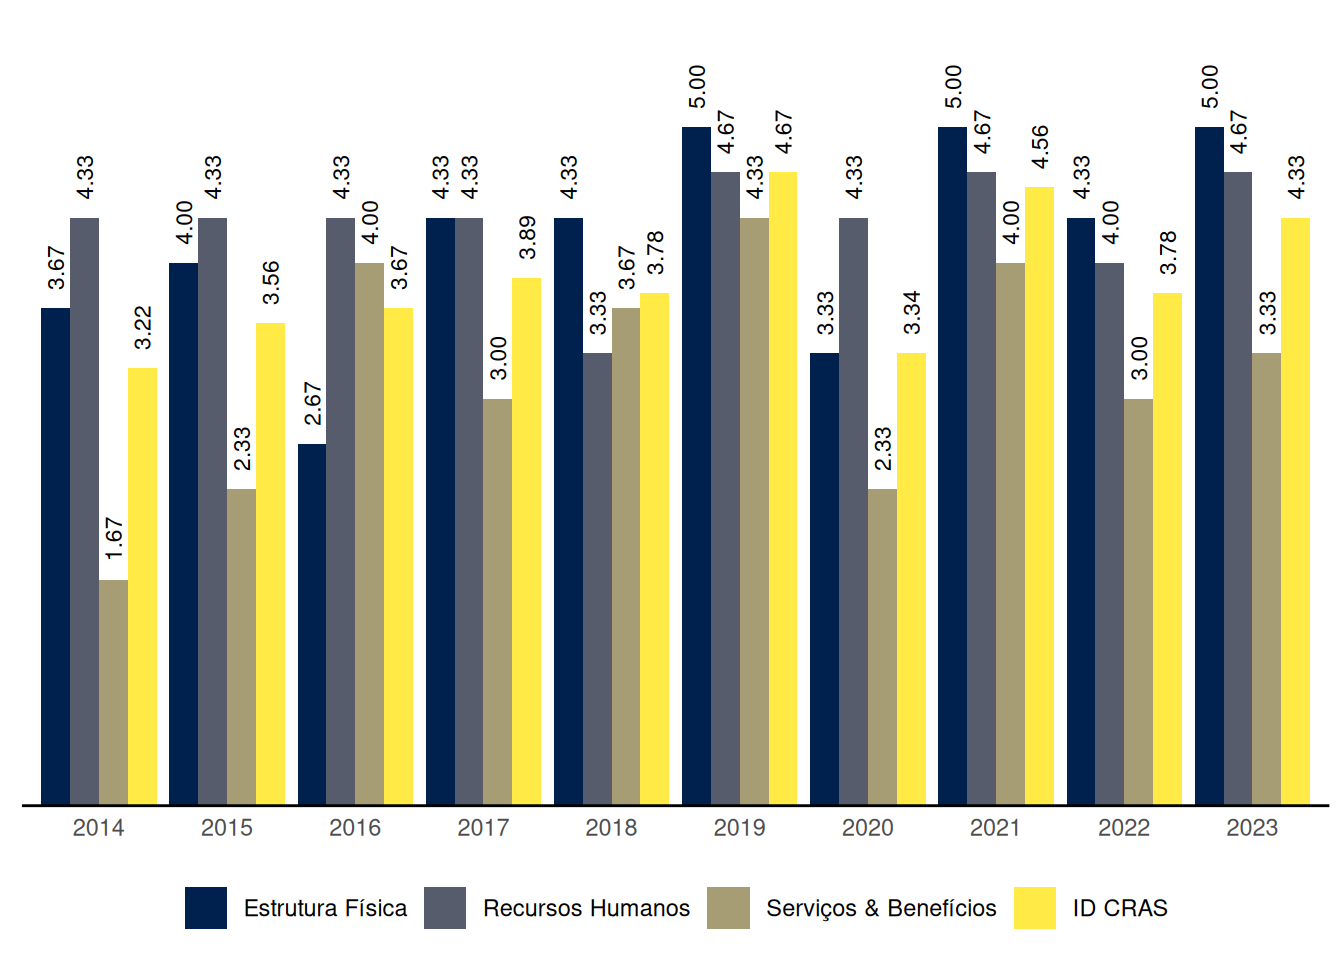 3.67 4.33 1.67 3.22
4.00 4.33 2.33 3.56
2.67 4.33 4.00 3.67
4.33 4.33 3.00 3.89
4.33 3.33 3.67 3.78
5.00 4.67 4.33 4.67
3.33 4.33 2.33 3.34
5.00 4.67 4.00 4.56
4.33 4.00 3.00 3.78
5.00 4.67 3.33 4.33
2014 2015 2016 2017 2018 2019 2020 2021 2022 2023
Estrutura Física Recursos Humanos Serviços & Benefícios ID CRAS